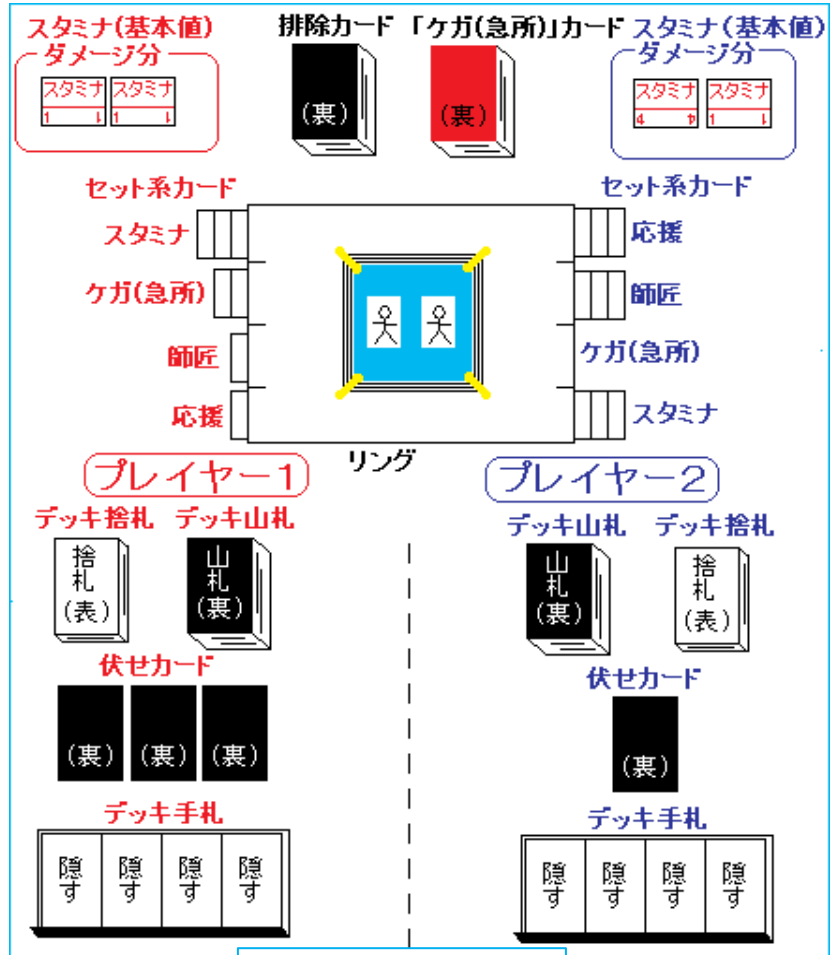 スタミナ(基本値)
ダメージ分
スタミナ スタミナ
1 1 1 1
排除カード
(裏)
「ケガ(急所)」カード
(裏)
スタミナ(基本値)
ダメージ分
スタミナ スタミナ
4 4 1 1
セット系カード
スタミナ
ケガ(急所)
師匠
応援
セット系カード
応援
師匠
ケガ(急所)
スタミナ
リング
プレイヤー1
プレイヤー2
デッキ捨札 デッキ山札
捨札(表)
山札(裏)
伏せカード
(裏) (裏) (裏)
デッキ手札
隠す 隠す 隠す 隠す
デッキ山札 デッキ捨札
山札(裏)
捨札(表)
伏せカード
(裏)
デッキ手札
隠す 隠す 隠す 隠す